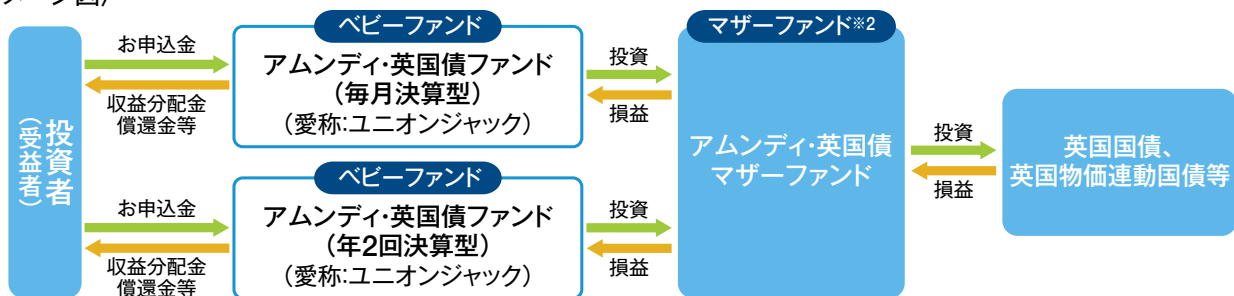 メージ図)
投資者
(受益者)
お申込金
収益分配金
償還金等
ベビーファンド
アムンディ・英国債ファンド
(毎月決算型)
(愛称:ユニオンジャック)
投資
損益
お申込金
収益分配金
償還金等
ベビーファンド
アムンディ・英国債ファンド
(年2回決算型)
(愛称:ユニオンジャック)
投資
損益
マザーファンド※2
アムンディ・英国債
マザーファンド
投資
損益
英国国債、
英国物価連動国債等